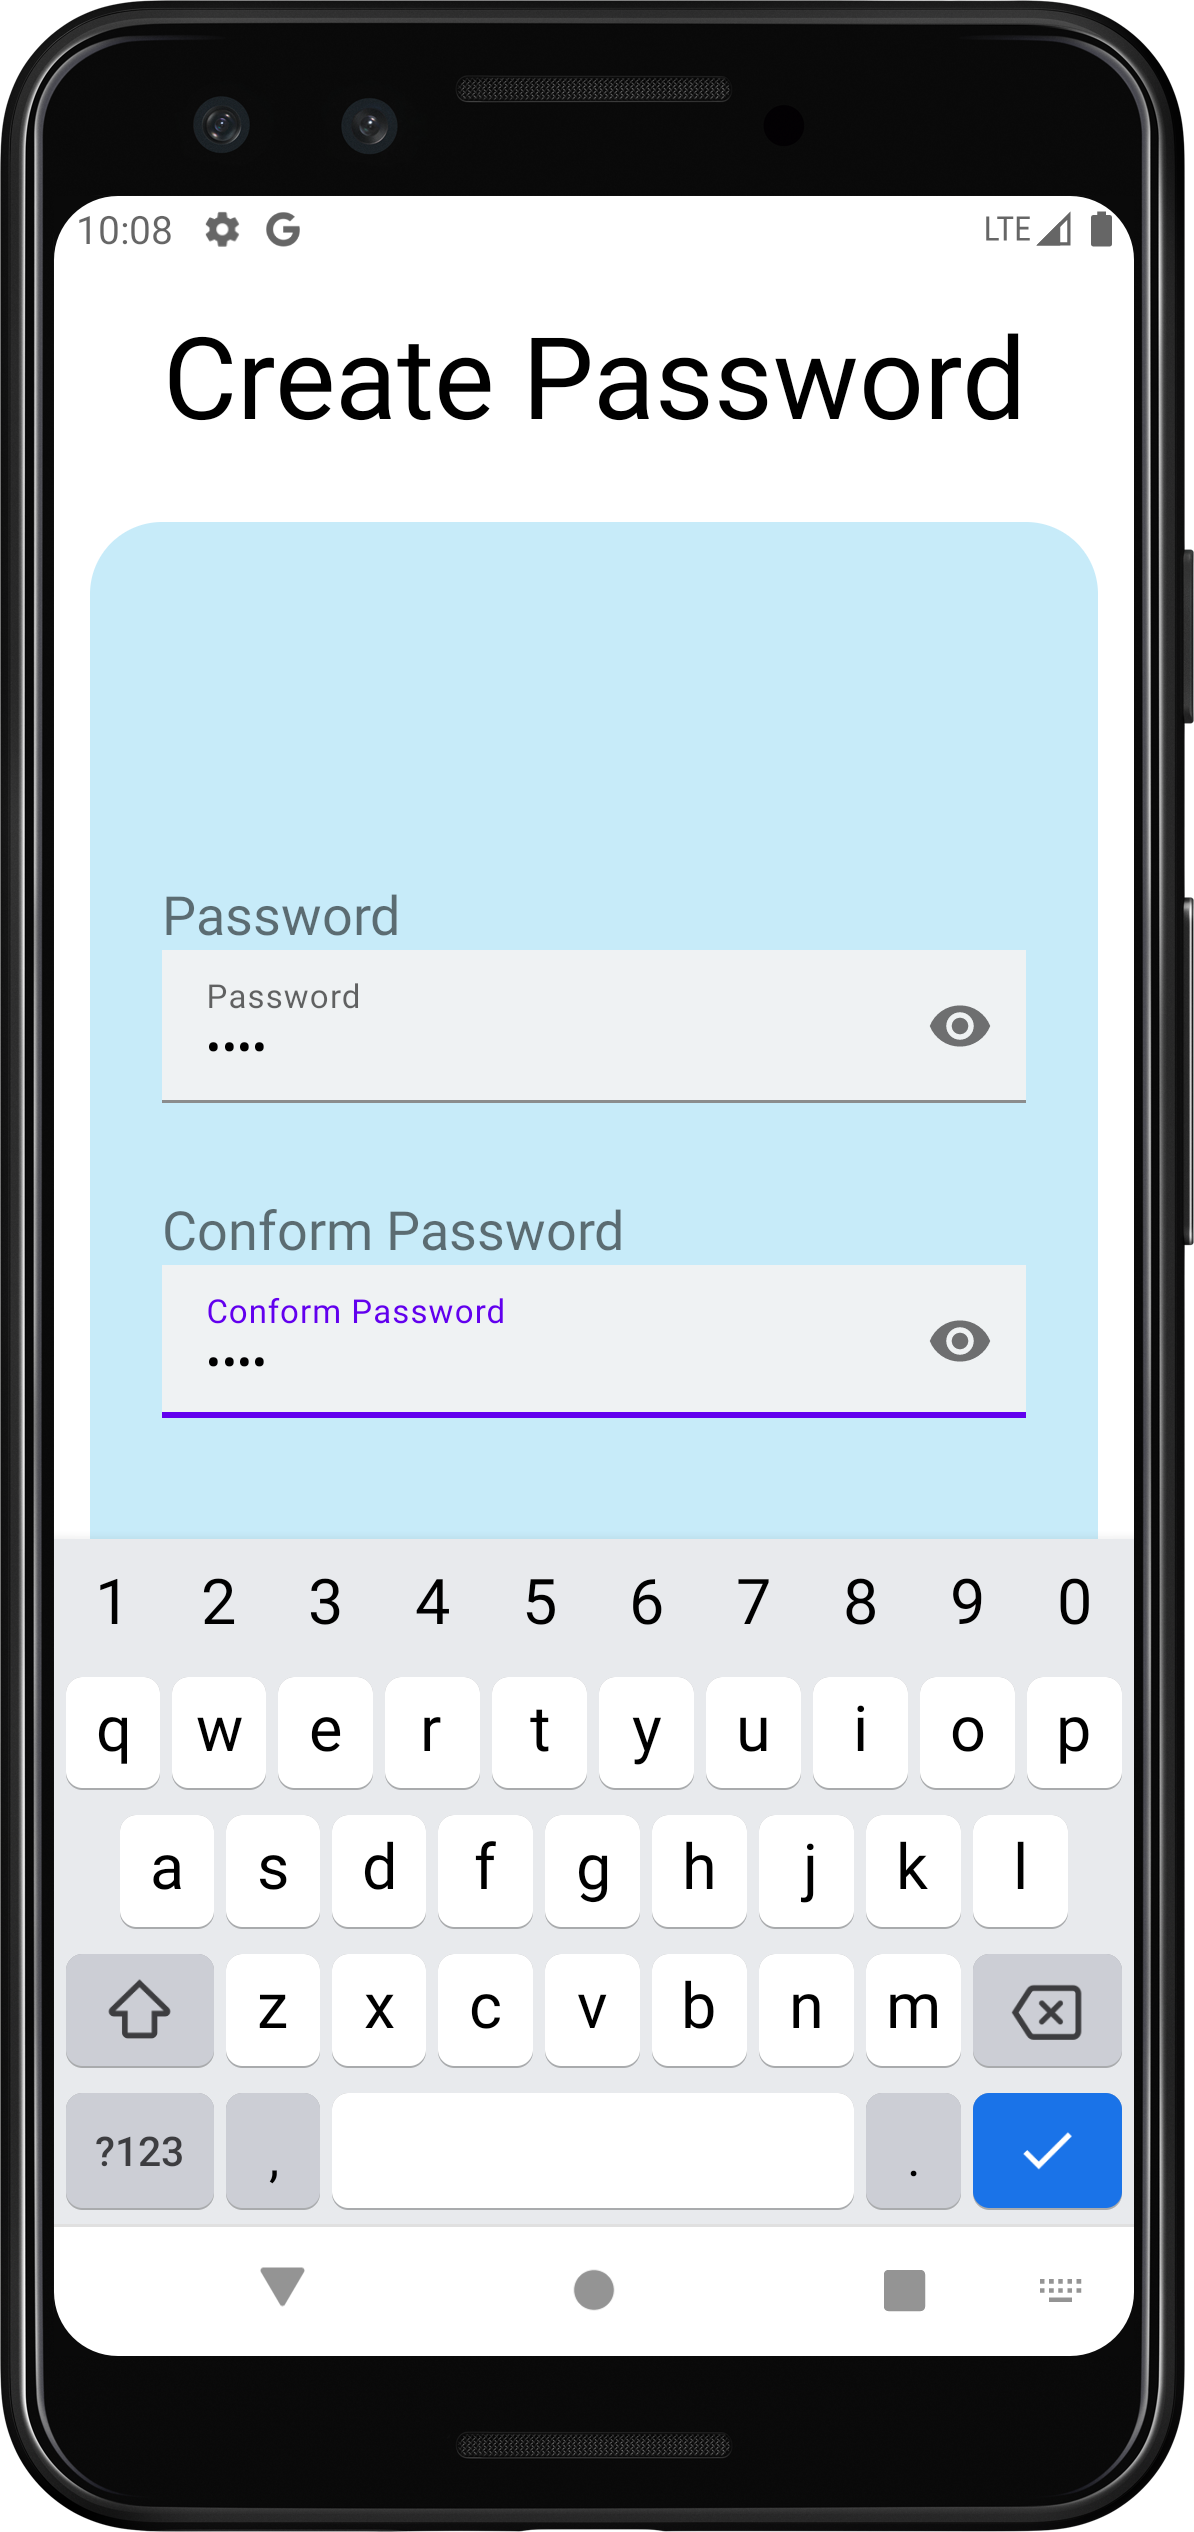 10:08 G LTE
Create Password
Password
Password
••••
Conform Password
Conform Password
••••
1 2 3 4 5 6 7 8 9 0
q w e r t y u i o p
a s d f g h j k l
z x c v b n m
?123 , .